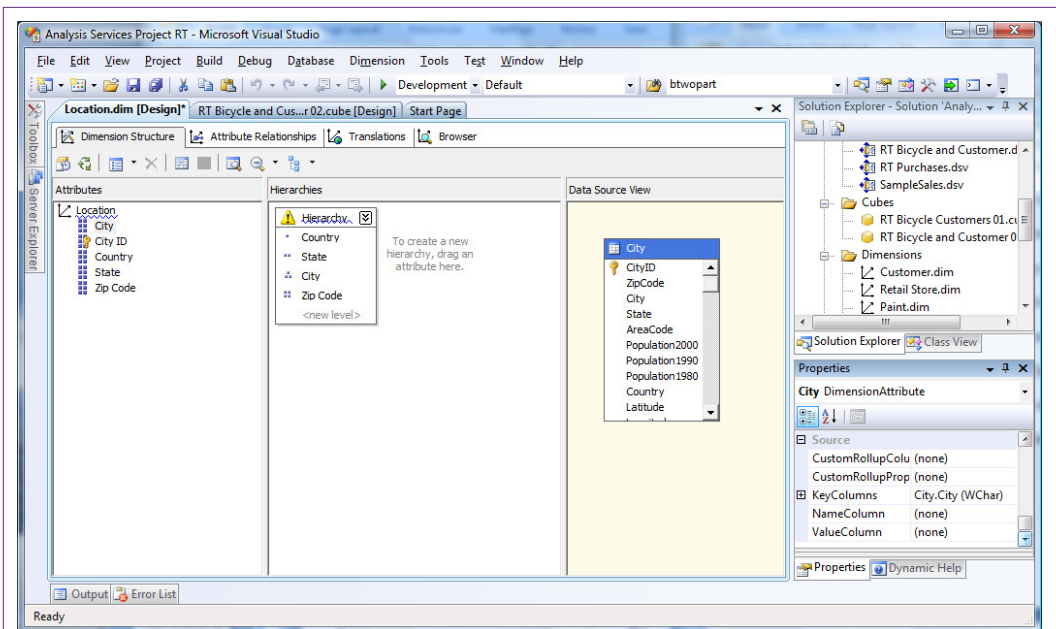 Analysis Services Project RT - Microsoft Visual Studio
File Edit View Project Build Debug Database Dimension Tools Test Window Help
Development Default btwopart
Location.dim [Design]* RT Bicycle and Cus...r 02.cube [Design] Start Page
Dimension Structure Attribute Relationships Translations Browser
Toolbox
Server Explorer
Attributes
Location
City
City ID
Country
State
Zip Code
Hierarchies
Hierarchy
Country
State
City
Zip Code
<new level>
To create a new
hierarchy, drag an
attribute here.
Data Source View
City
CityID
ZipCode
City
State
AreaCode
Population2000
Population1990
Population1980
Country
Latitude
Solution Explorer - Solution 'Analy...
RT Bicycle and Customer.d
RT Purchases.dsv
SampleSales.dsv
Cubes
RT Bicycle Customers 01.cu
RT Bicycle and Customer 0
Dimensions
Customer.dim
Retail Store.dim
Paint.dim
Solution Explorer Class View
Properties
City DimensionAttribute
Source
CustomRollupColu (none)
CustomRollupProp (none)
KeyColumns City.City (WChar)
NameColumn (none)
ValueColumn (none)
Properties Dynamic Help
Output Error List
Ready